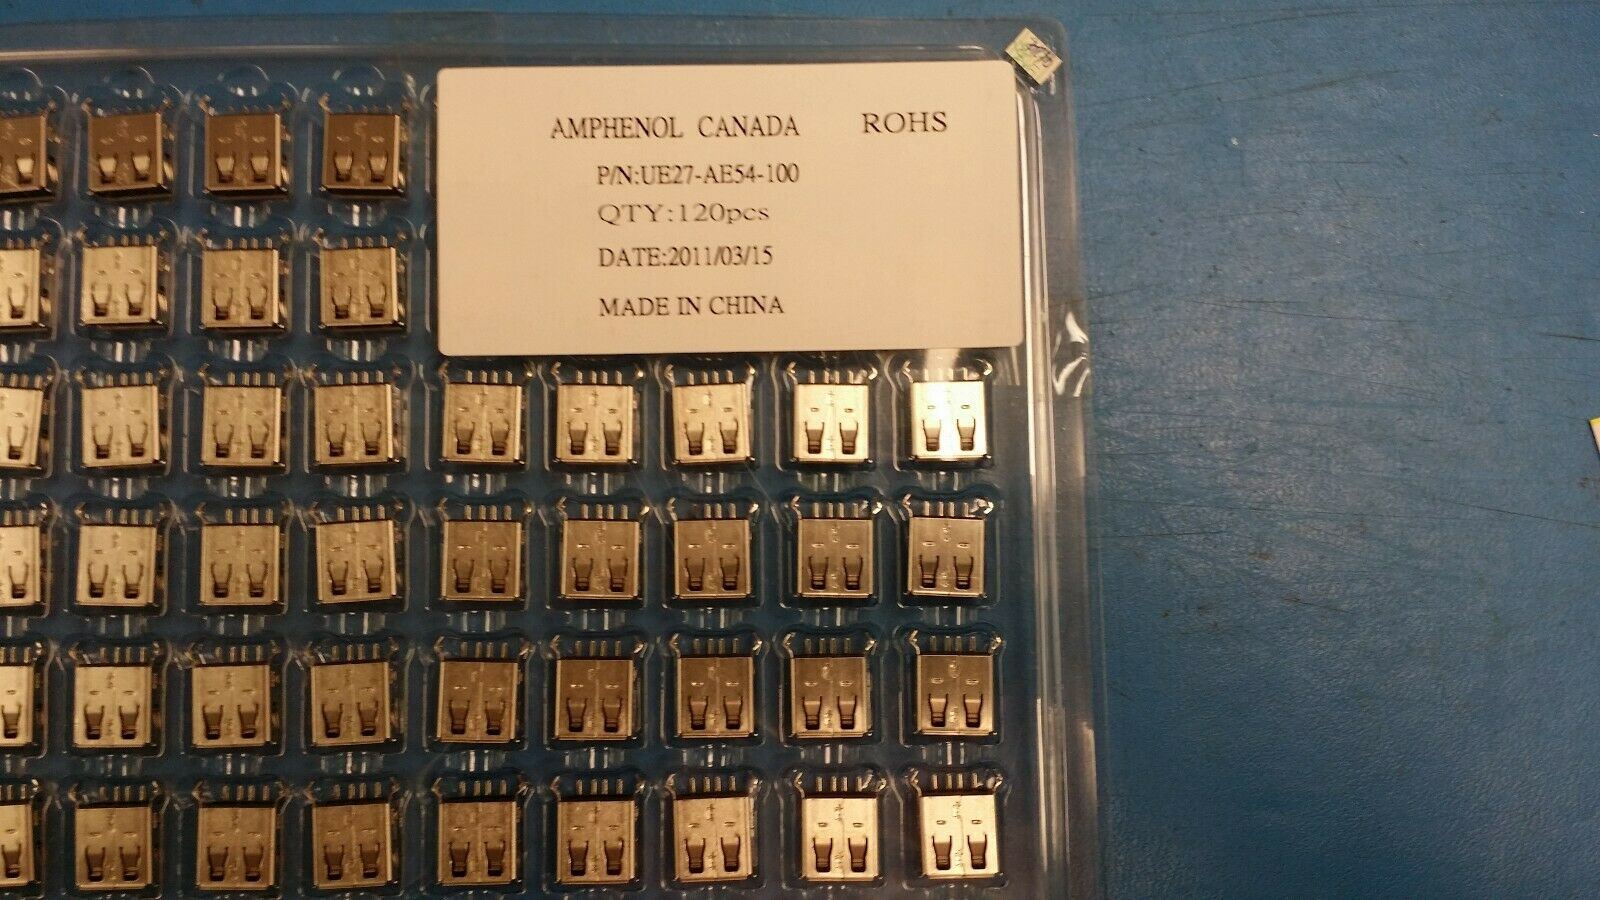 AMPHENOL CANADA ROHS
P/N:UE27-AE54-100
QTY:120pcs
DATE:2011/03/15
MADE IN CHINA